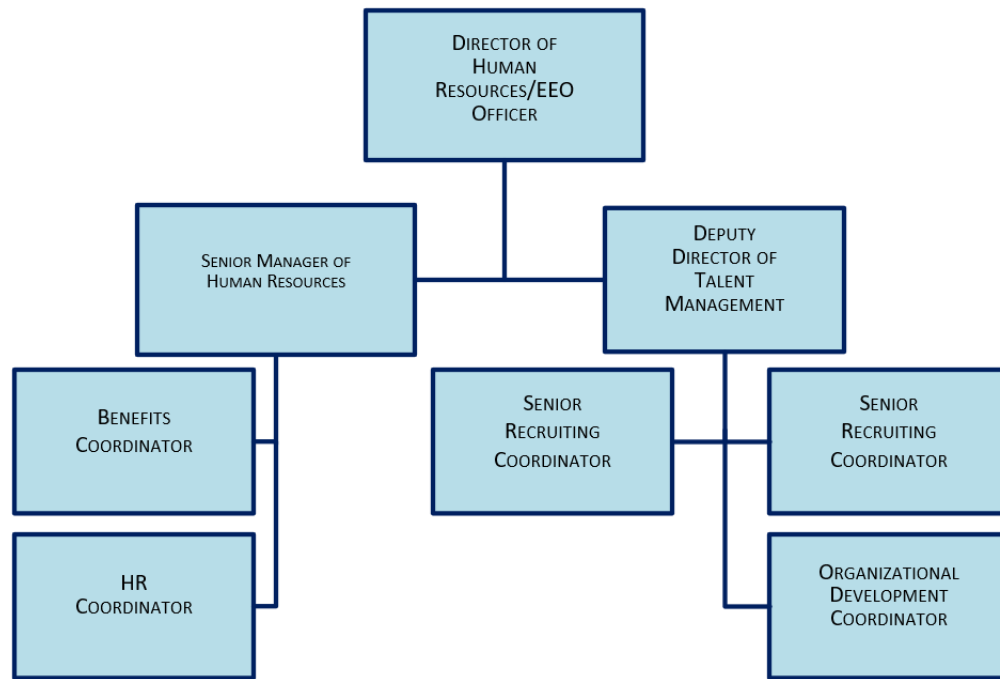 Director of
Human
Resources/EEO
Officer
Senior Manager of
Human Resources
Deputy
Director of
Talent
Management
Benefits
Coordinator
Senior
Recruiting
Coordinator
Senior
Recruiting
Coordinator
HR
Coordinator
Organizational
Development
Coordinator